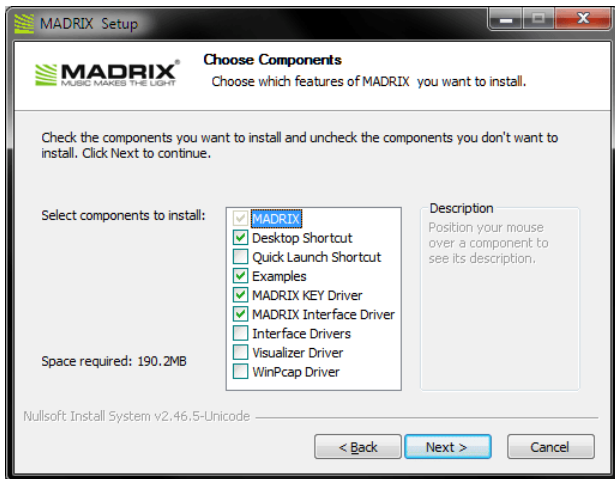 MADRIX Setup
MADRIX®
MUSIC MAKES THE LIGHT
Choose Components
Choose which features of MADRIX you want to install.
Check the components you want to install and uncheck the components you don't want to
install. Click Next to continue.
Select components to install:
MADRIX
Desktop Shortcut
Quick Launch Shortcut
Examples
MADRIX KEY Driver
MADRIX Interface Driver
Interface Drivers
Visualizer Driver
WinPcap Driver
Description
Position your mouse
over a component to
see its description.
Space required: 190.2MB
Nullsoft Install System v2.46.5-Unicode
< Back
Next >
Cancel